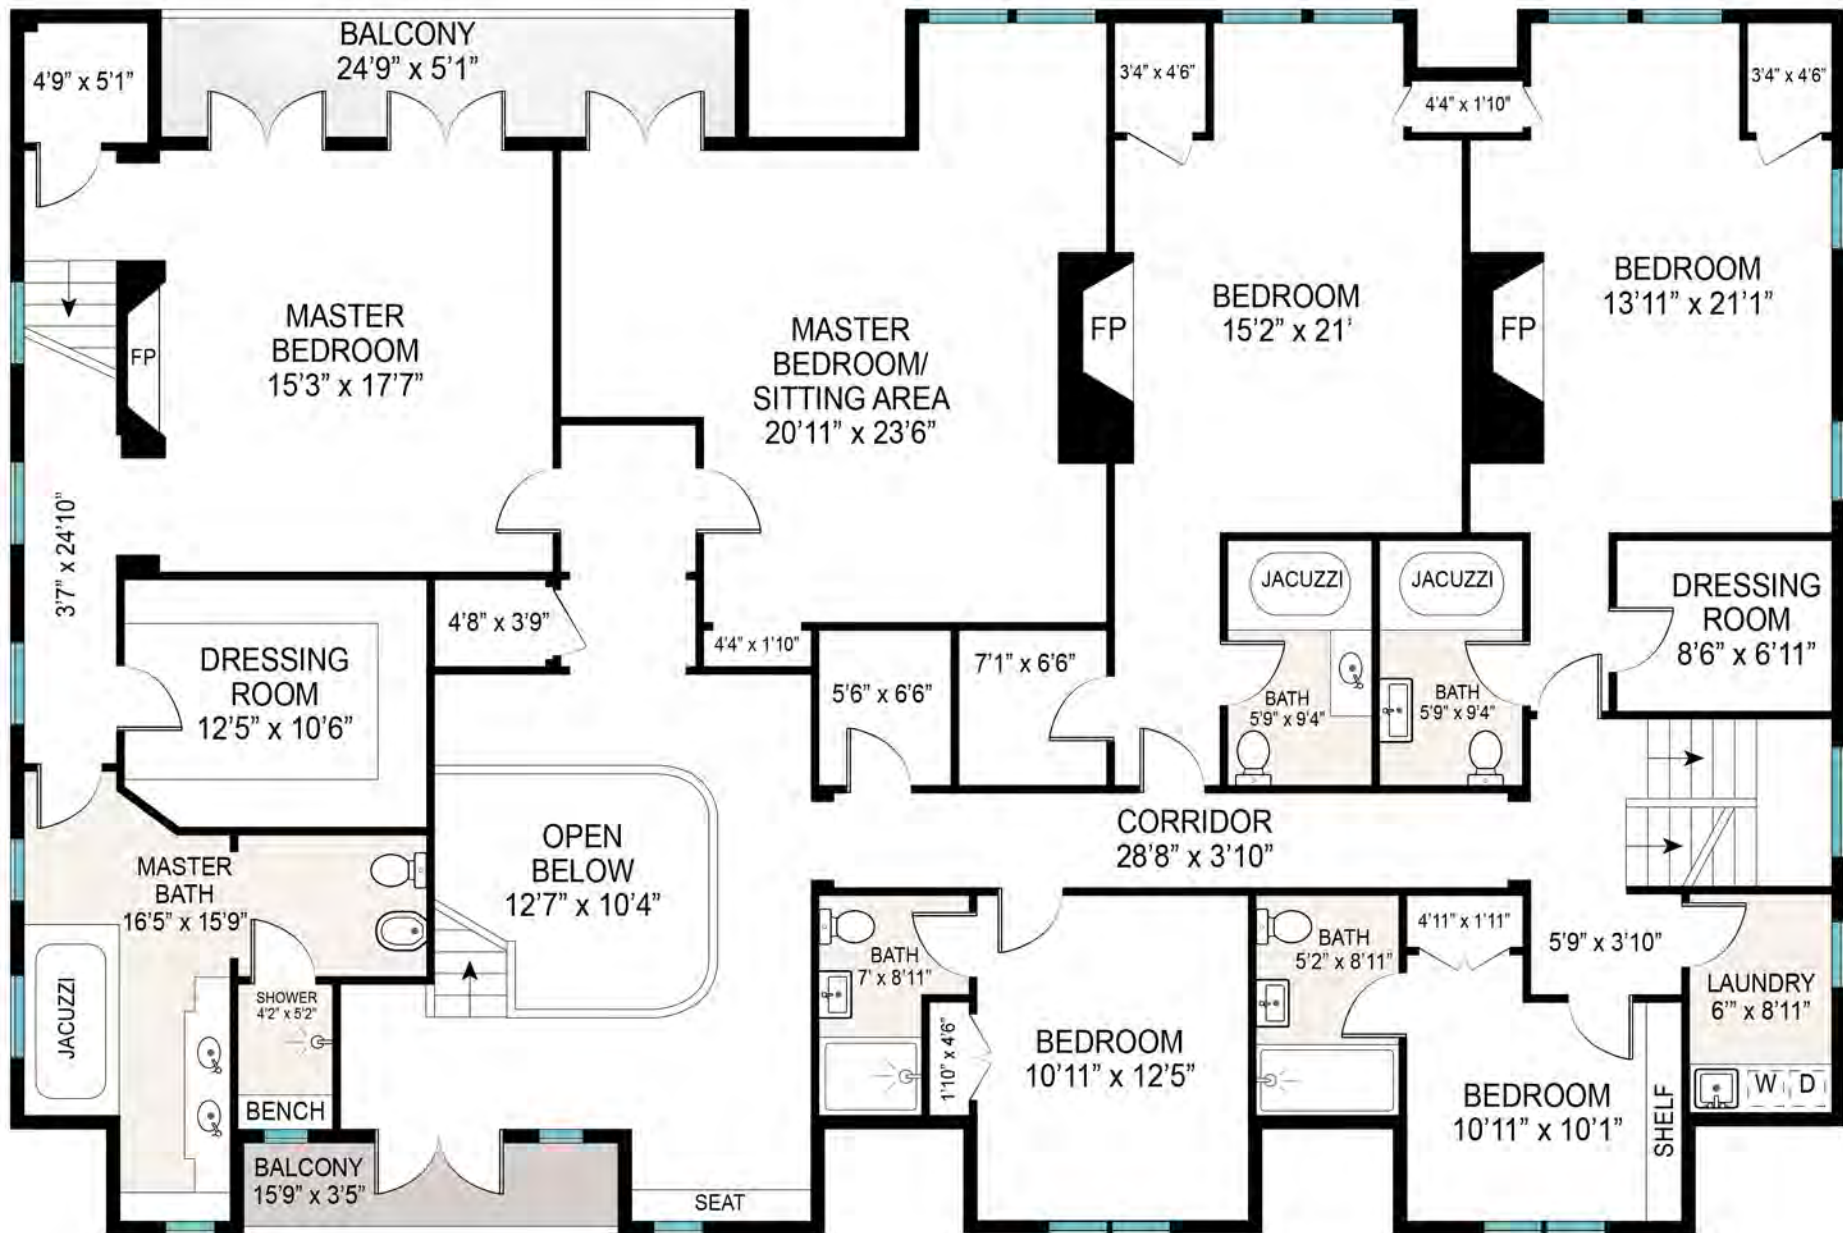 BALCONY
24'9" x 5'1"
4'9" x 5'1"
3'4" x 4'6"
4'4" x 1'10"
3'4" x 4'6"
MASTER
BEDROOM
15'3" x 17'7"
FP
MASTER
BEDROOM/
SITTING AREA
20'11" x 23'6"
FP
BEDROOM
15'2" x 21'
FP
BEDROOM
13'11" x 21'1"
3'7" x 24'10"
DRESSING
ROOM
12'5" x 10'6"
4'8" x 3'9"
4'4" x 1'10"
5'6" x 6'6"
7'1" x 6'6"
JACUZZI
BATH
5'9" x 9'4"
JACUZZI
BATH
5'9" x 9'4"
DRESSING
ROOM
8'6" x 6'11"
OPEN
BELOW
12'7" x 10'4"
CORRIDOR
28'8" x 3'10"
MASTER
BATH
16'5" x 15'9"
JACUZZI
SHOWER
4'2" x 5'2"
BENCH
BATH
7' x 8'11"
1'10" x 4'6"
BEDROOM
10'11" x 12'5"
BATH
5'2" x 8'11"
4'11" x 1'11"
5'9" x 3'10"
LAUNDRY
6'" x 8'11"
W D
BEDROOM
10'11" x 10'1"
SHELF
BALCONY
15'9" x 3'5"
SEAT